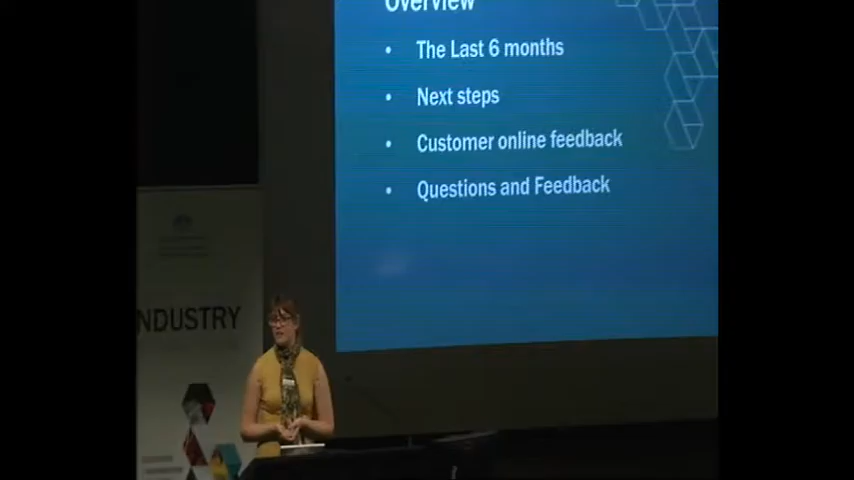 Overview
• The Last 6 months
• Next steps
• Customer online feedback
• Questions and Feedback
NDUSTRY